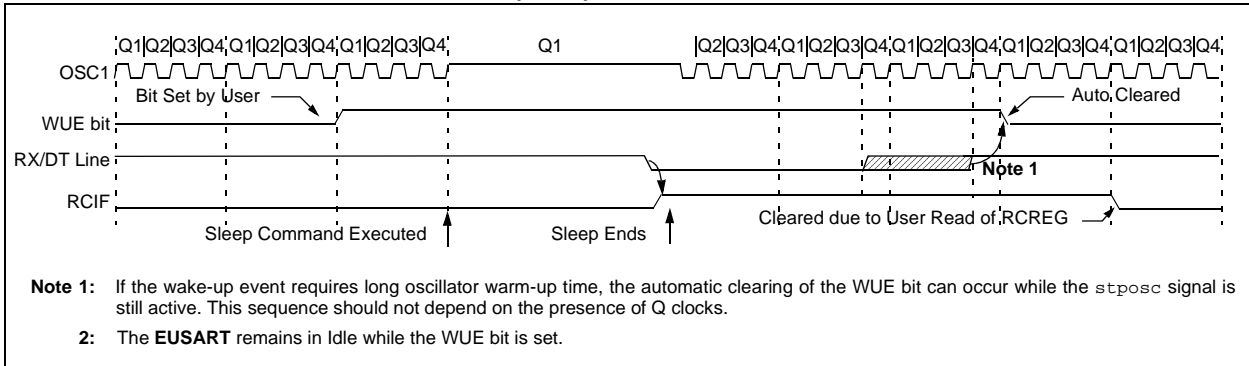 Q1|Q2|Q3|Q4|Q1|Q2|Q3|Q4|Q1|Q2|Q3|Q4 Q1 |Q2|Q3|Q4|Q1|Q2|Q3|Q4|Q1|Q2|Q3|Q4|Q1|Q2|Q3|Q4|Q1|Q2|Q3|Q4
OSC1
Bit Set by User Auto Cleared
WUE bit
RX/DT Line
Note 1
RCIF
Cleared due to User Read of RCREG
Sleep Command Executed Sleep Ends
Note 1: If the wake-up event requires long oscillator warm-up time, the automatic clearing of the WUE bit can occur while the stposc signal is
still active. This sequence should not depend on the presence of Q clocks.
2: The EUSART remains in Idle while the WUE bit is set.